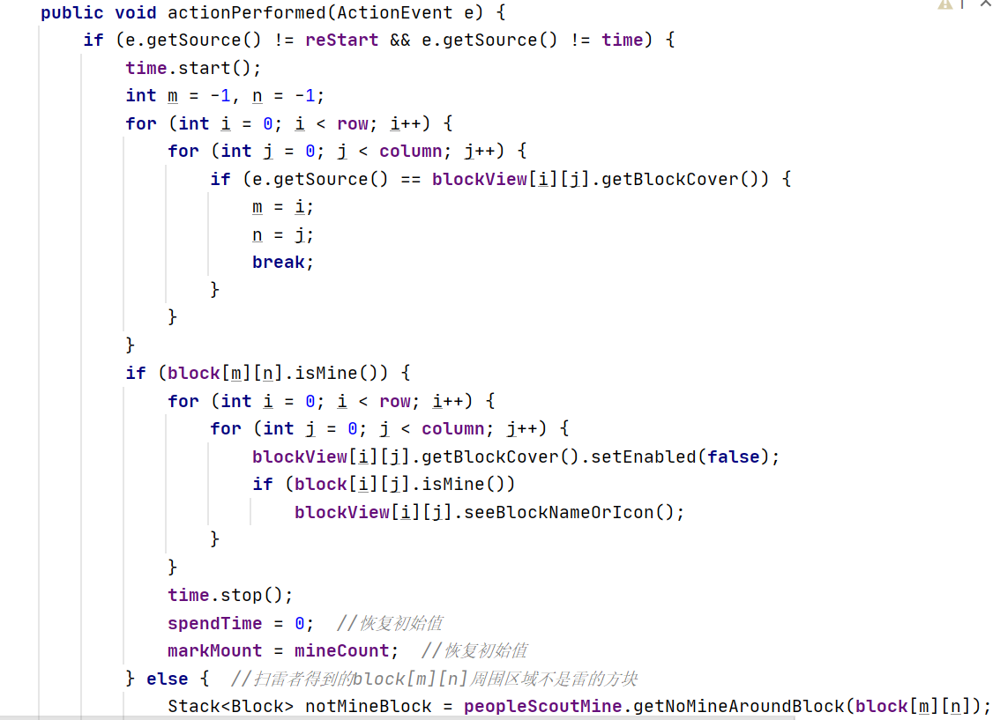 public void actionPerformed(ActionEvent e) {
if (e.getSource() != reStart && e.getSource() != time) {
time.start();
int m = -1, n = -1;
for (int i = 0; i < row; i++) {
for (int j = 0; j < column; j++) {
if (e.getSource() == blockView[i][j].getBlockCover()) {
m = i;
n = j;
break;
}
}
}
if (block[m][n].isMine()) {
for (int i = 0; i < row; i++) {
for (int j = 0; j < column; j++) {
blockView[i][j].getBlockCover().setEnabled(false);
if (block[i][j].isMine())
blockView[i][j].seeBlockNameOrIcon();
}
}
time.stop();
spendTime = 0;  //恢复初始值
markMount = mineCount;  //恢复初始值
} else {  //扫雷者得到的block[m][n]周围区域不是雷的方块
Stack<Block> notMineBlock = peopleScoutMine.getNoMineAroundBlock(block[m][n]);